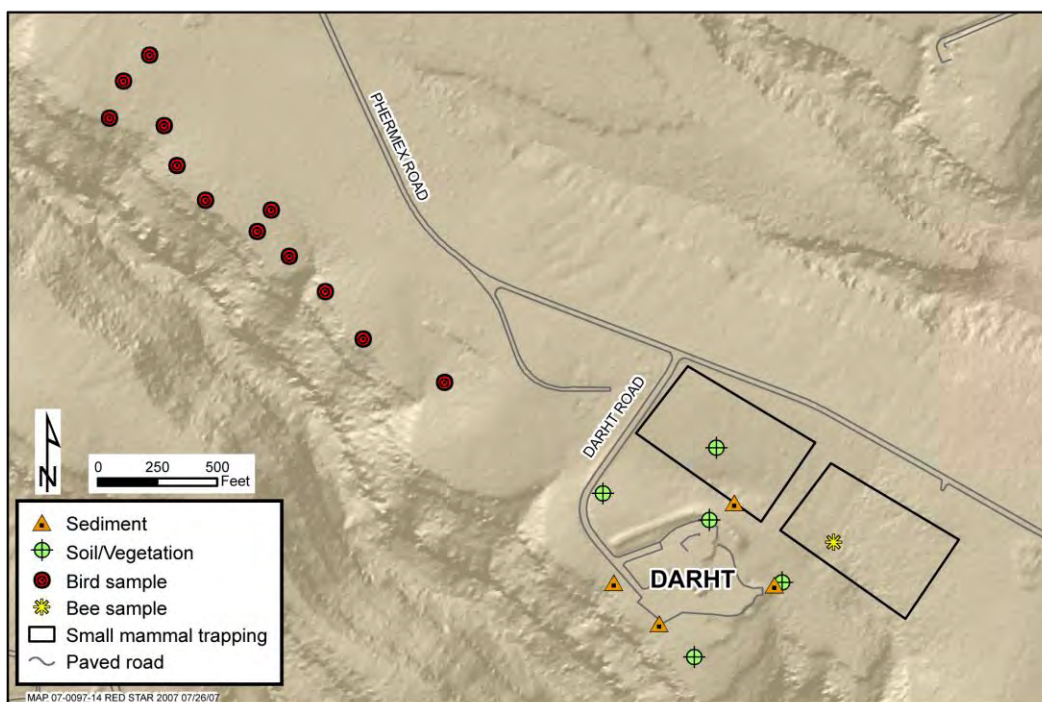 PHERMEX ROAD
DARHT ROAD
DARHT
N
0 250 500
Feet
Sediment
Soil/Vegetation
Bird sample
Bee sample
Small mammal trapping
Paved road
MAP 07-0097-14 RED STAR 2007 07/26/07